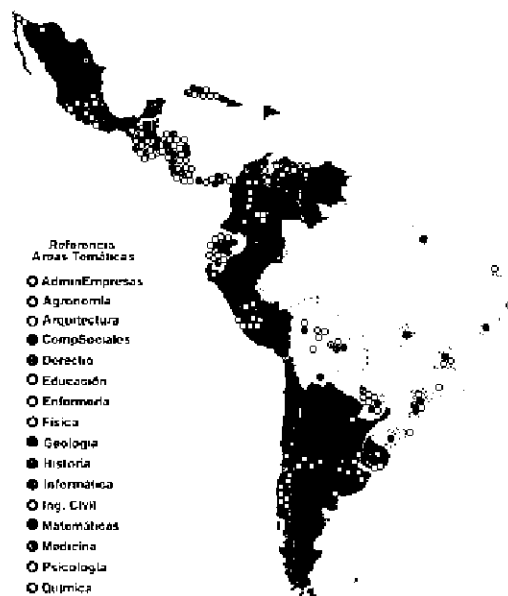 Referencia
Areas Temáticas
AdminEmpresas
Agronomía
Arquitectura
CompSociales
Derecho
Educación
Enfermería
Física
Geología
Historia
Informática
Ing. Civil
Matemáticas
Medicina
Psicología
Química